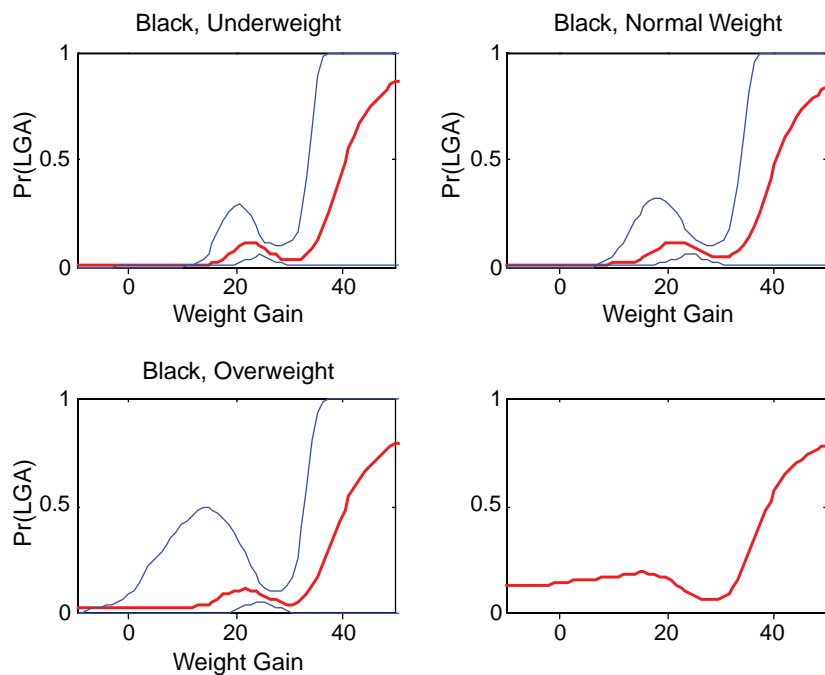 Black, Underweight
1
0.5
0
Pr(LGA)
0
20
40
Weight Gain
Black, Normal Weight
1
0.5
0
Pr(LGA)
0
20
40
Weight Gain
Black, Overweight
1
0.5
0
Pr(LGA)
0
20
40
Weight Gain
1
0.5
0
0
20
40